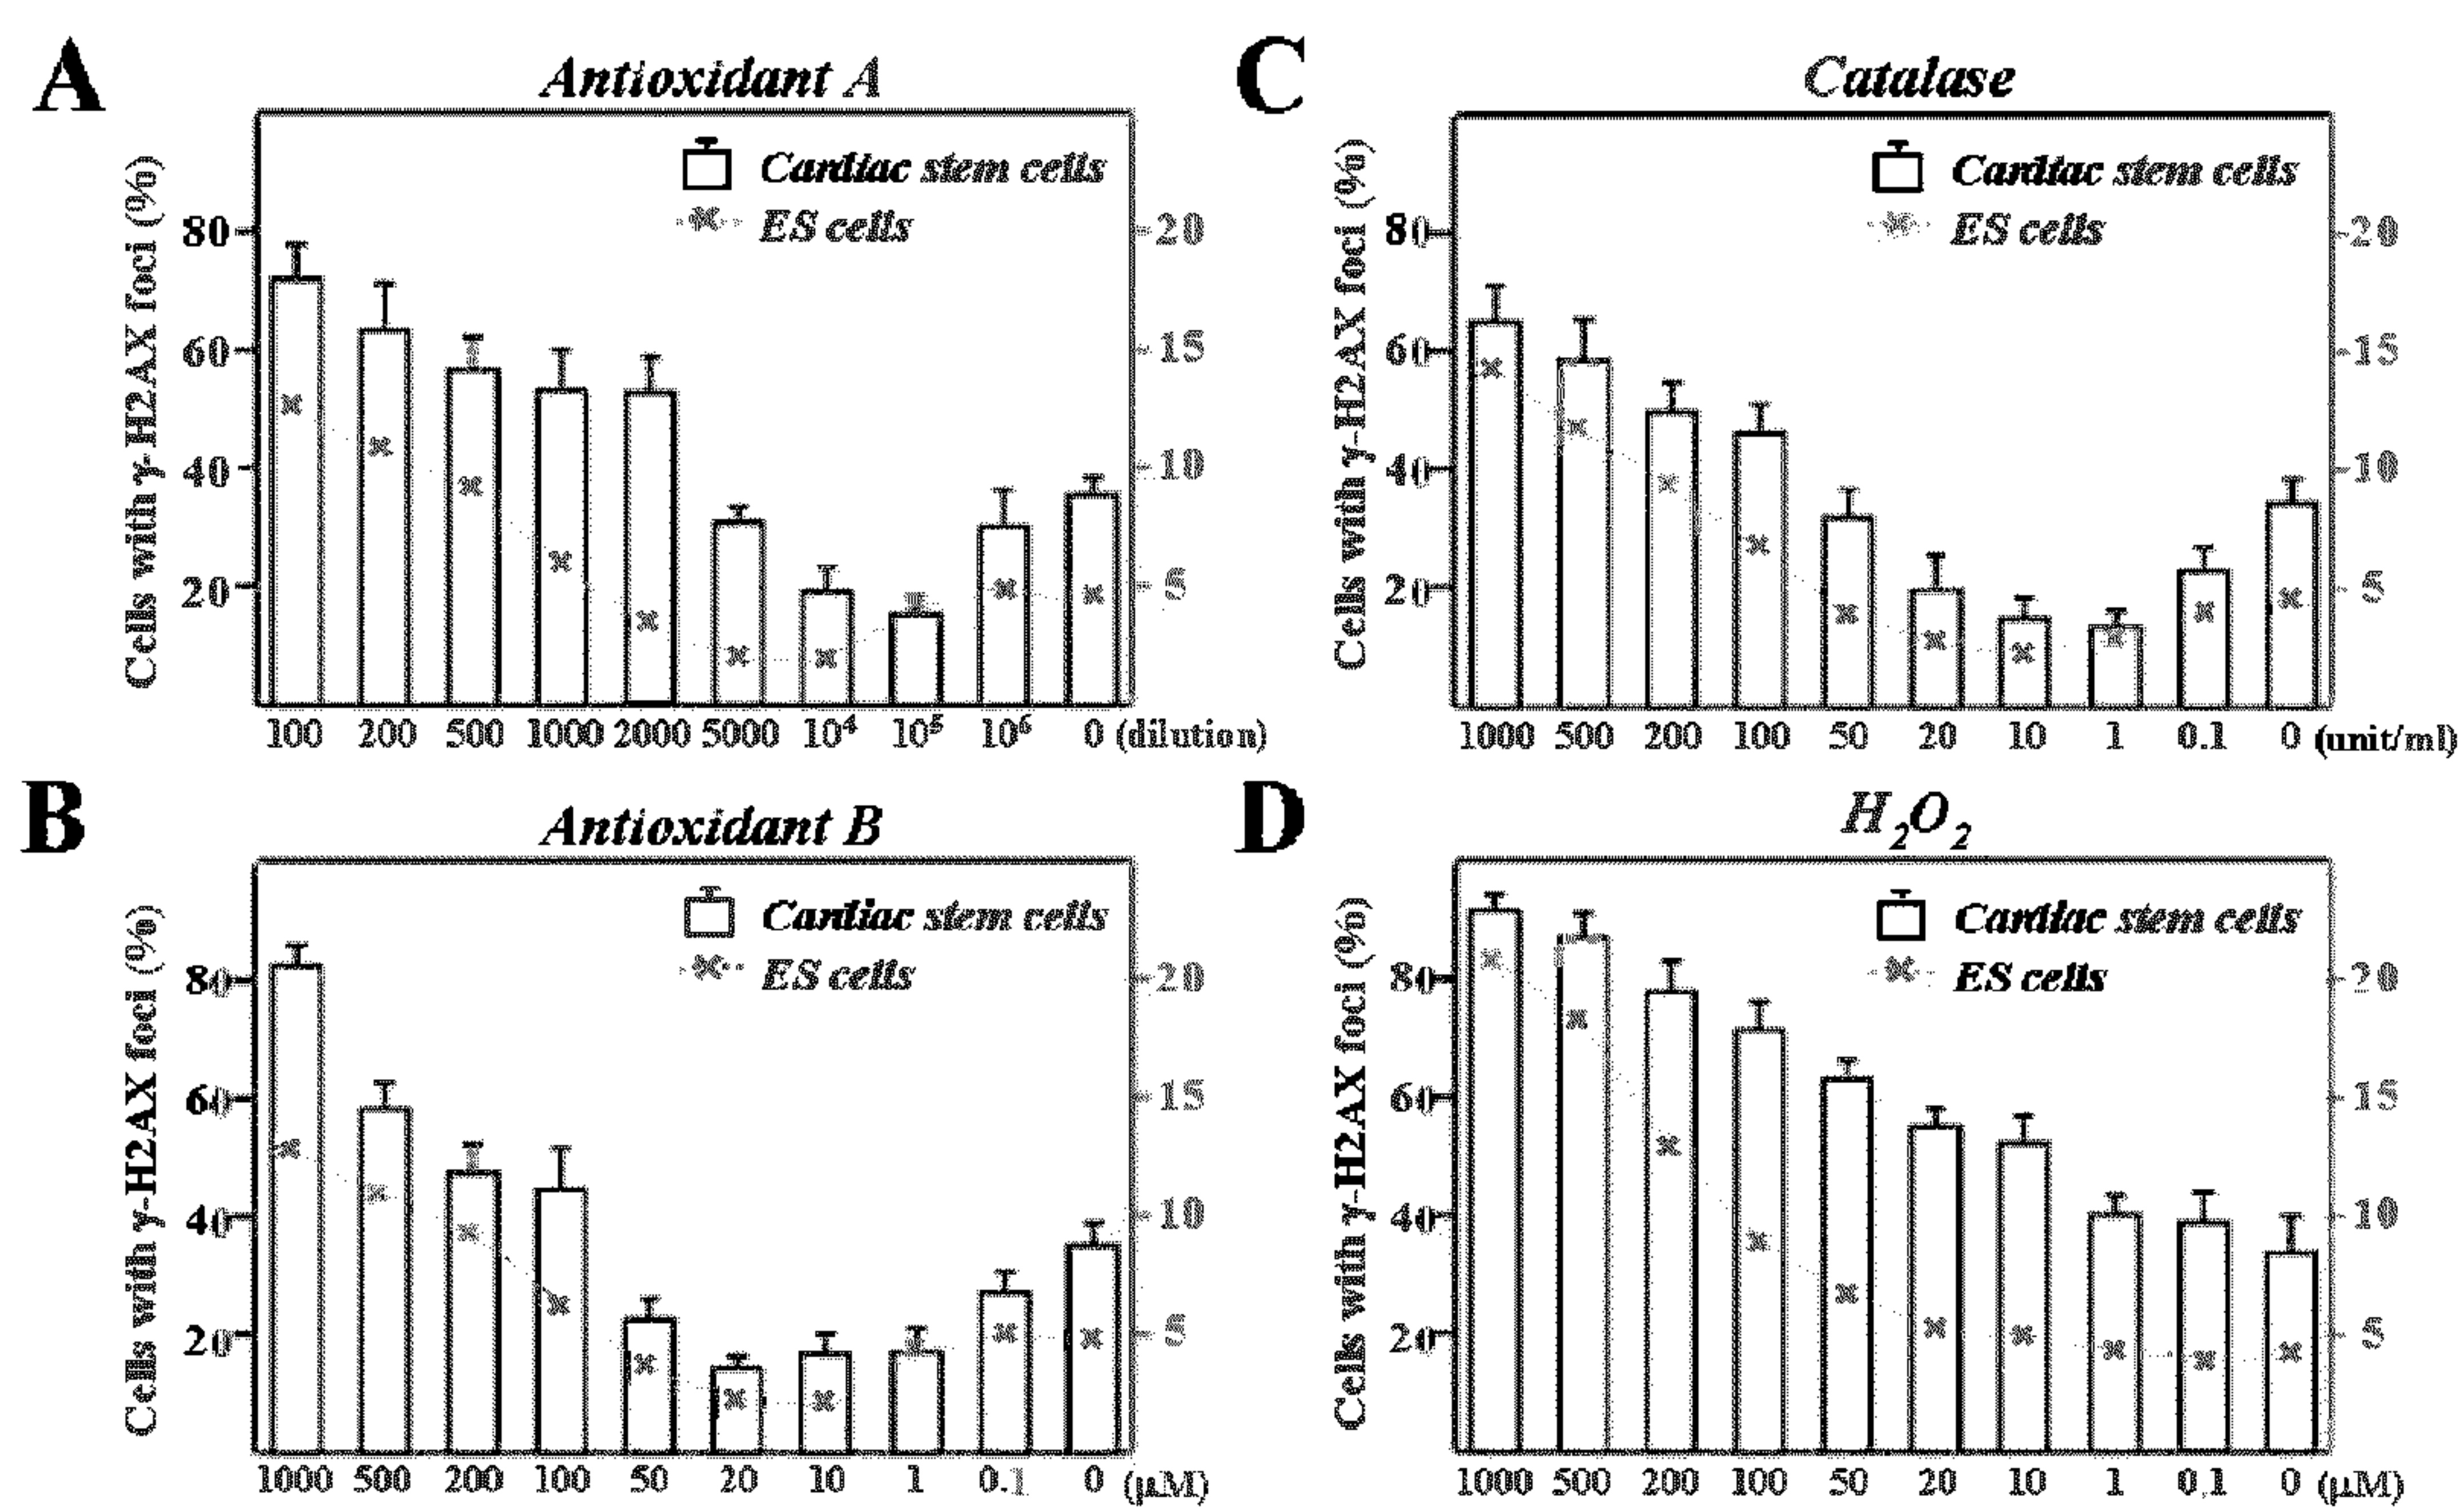 A
Antioxidant A
Cells with γ-H2AX foci (%)
80
60
40
20
Cardiac stem cells
ES cells
20
15
10
5
100 200 500 1000 2000 5000 10⁴ 10⁵ 10⁶ 0 (dilution)
B
Antioxidant B
Cells with γ-H2AX foci (%)
80
60
40
20
Cardiac stem cells
ES cells
20
15
10
5
1000 500 200 100 50 20 10 1 0.1 0 (µM)
C
Catalase
Cells with γ-H2AX foci (%)
80
60
40
20
Cardiac stem cells
ES cells
20
15
10
5
1000 500 200 100 50 20 10 1 0.1 0 (unit/ml)
D
H₂O₂
Cells with γ-H2AX foci (%)
80
60
40
20
Cardiac stem cells
ES cells
20
15
10
5
1000 500 200 100 50 20 10 1 0.1 0 (µM)